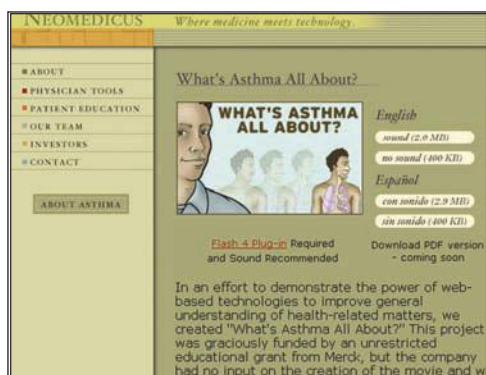 NEOMEDICUS
Where medicine meets technology.
ABOUT
PHYSICIAN TOOLS
PATIENT EDUCATION
OUR TEAM
INVESTORS
CONTACT
ABOUT ASTHMA
What's Asthma All About?
WHAT'S ASTHMA
ALL ABOUT?
English
sound (2.0 MB)
no sound (400 KB)
Español
con sonido (2.9 MB)
sin sonido (400 KB)
Flash 4 Plug-in Required
and Sound Recommended
Download PDF version
- coming soon
In an effort to demonstrate the power of web-
based technologies to improve general
understanding of health-related matters, we
created "What's Asthma All About?" This project
was graciously funded by an unrestricted
educational grant from Merck, but the company
had no input on the creation of the movie and